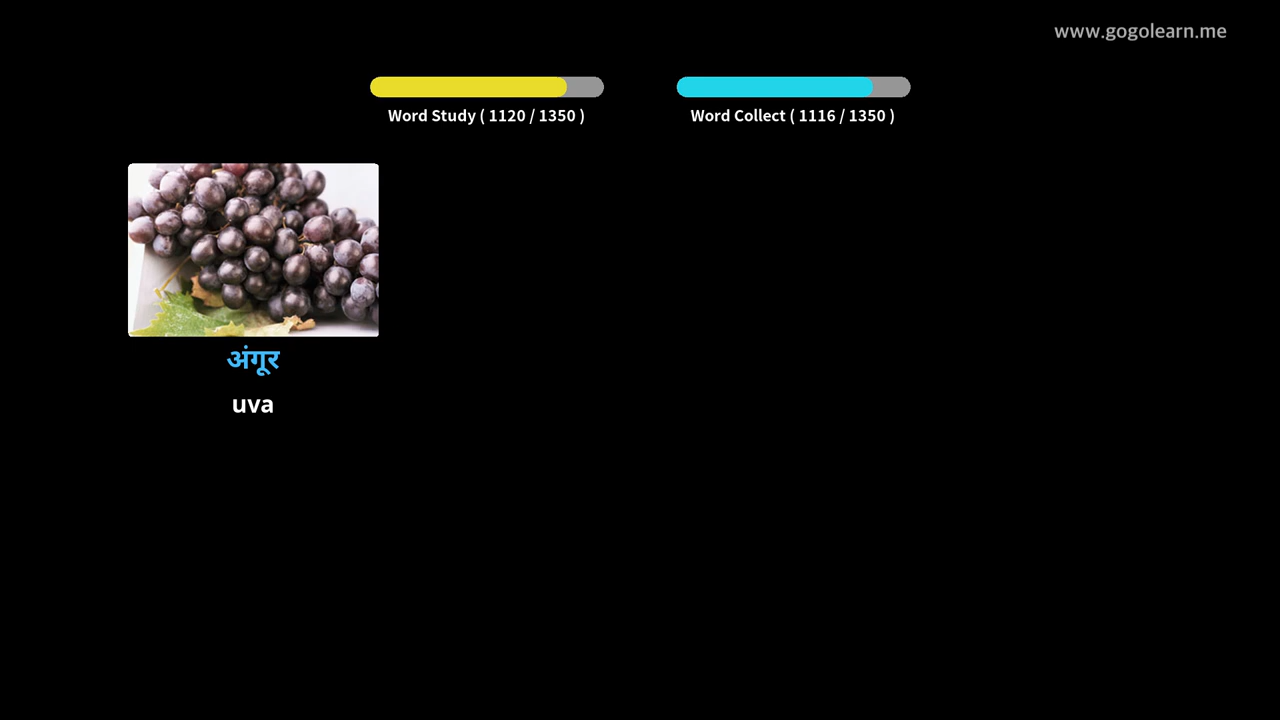 www.gogolearn.me
Word Study ( 1120 / 1350 )
Word Collect ( 1116 / 1350 )
अंगूर
uva